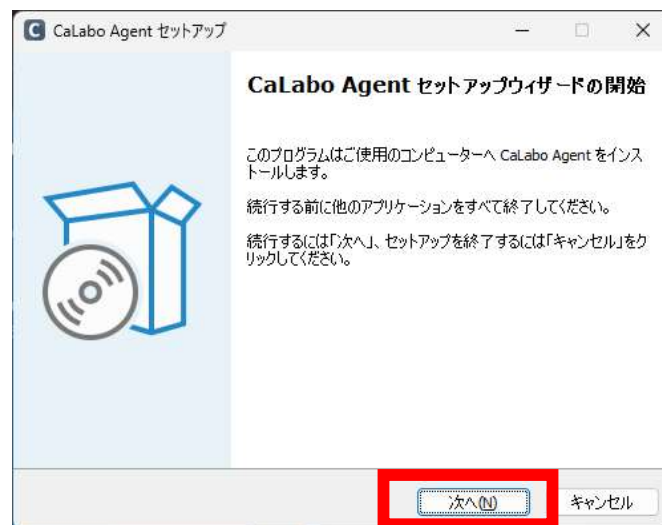 CaLabo Agent セットアップ
CaLabo Agent セットアップウィザードの開始
このプログラムはご使用のコンピューターへ CaLabo Agent をインス
トールします。
続行する前に他のアプリケーションをすべて終了してください。
続行するには「次へ」、セットアップを終了するには「キャンセル」をク
リックしてください。
次へ(N)
キャンセル